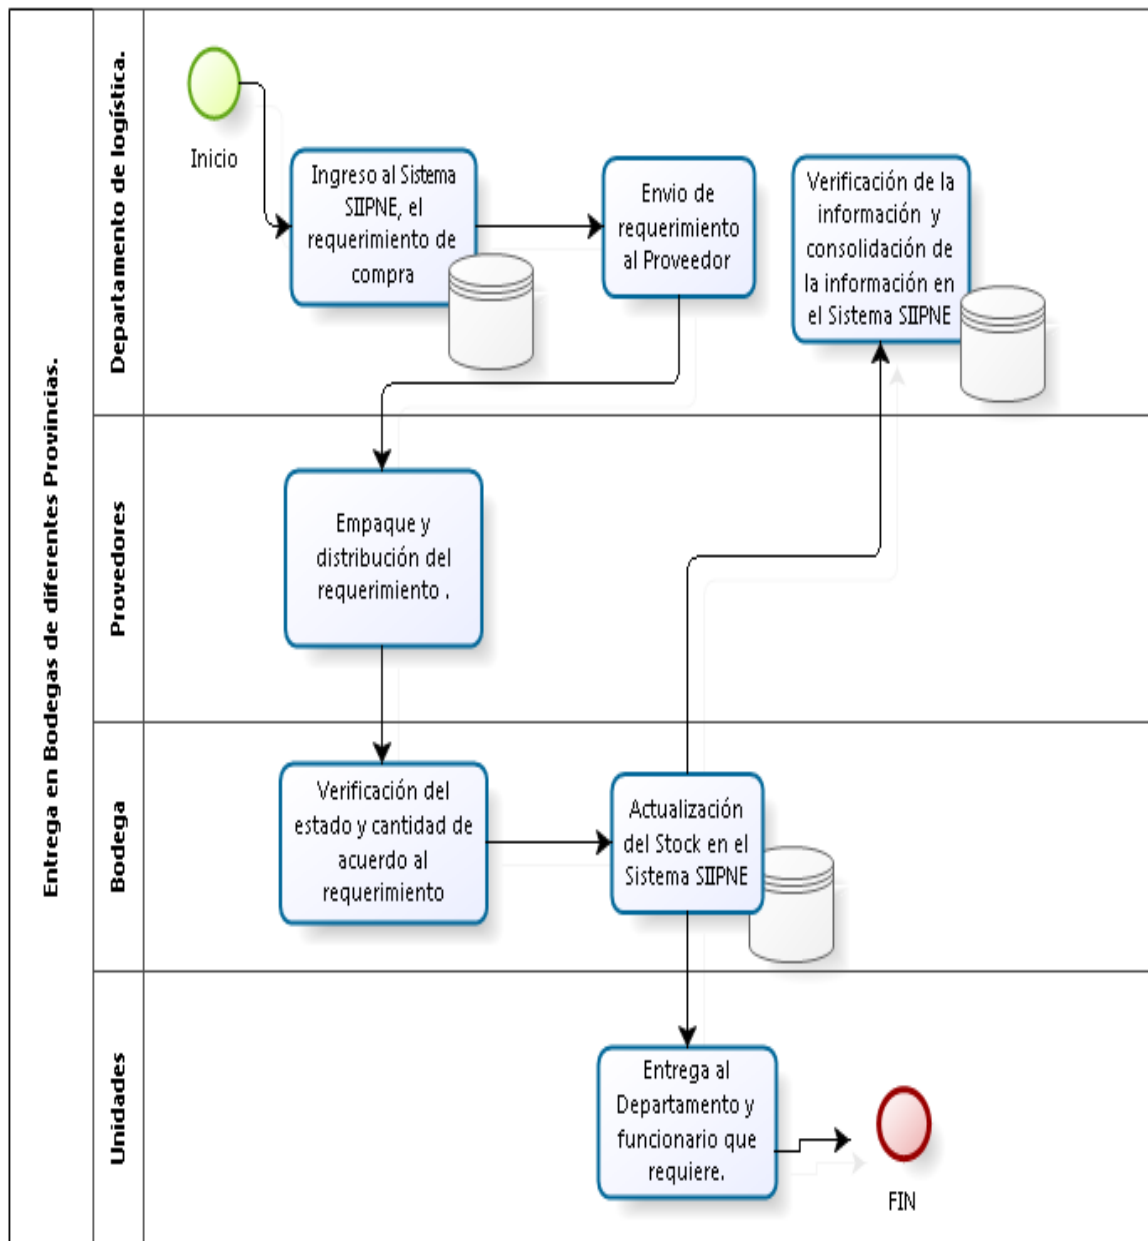 Entrega en Bodegas de diferentes Provincias.
Departamento de logística.
Inicio
Ingreso al Sistema
SIIPNE, el
requerimiento de
compra
Envio de
requerimiento
al Proveedor
Verificación de la
información y
consolidación de
la información en
el Sistema SIIPNE
Provedores
Empaque y
distribución del
requerimiento .
Bodega
Verificación del
estado y cantidad de
acuerdo al
requerimiento
Actualización
del Stock en el
Sistema SIIPNE
Unidades
Entrega al
Departamento y
funcionario que
requiere.
FIN